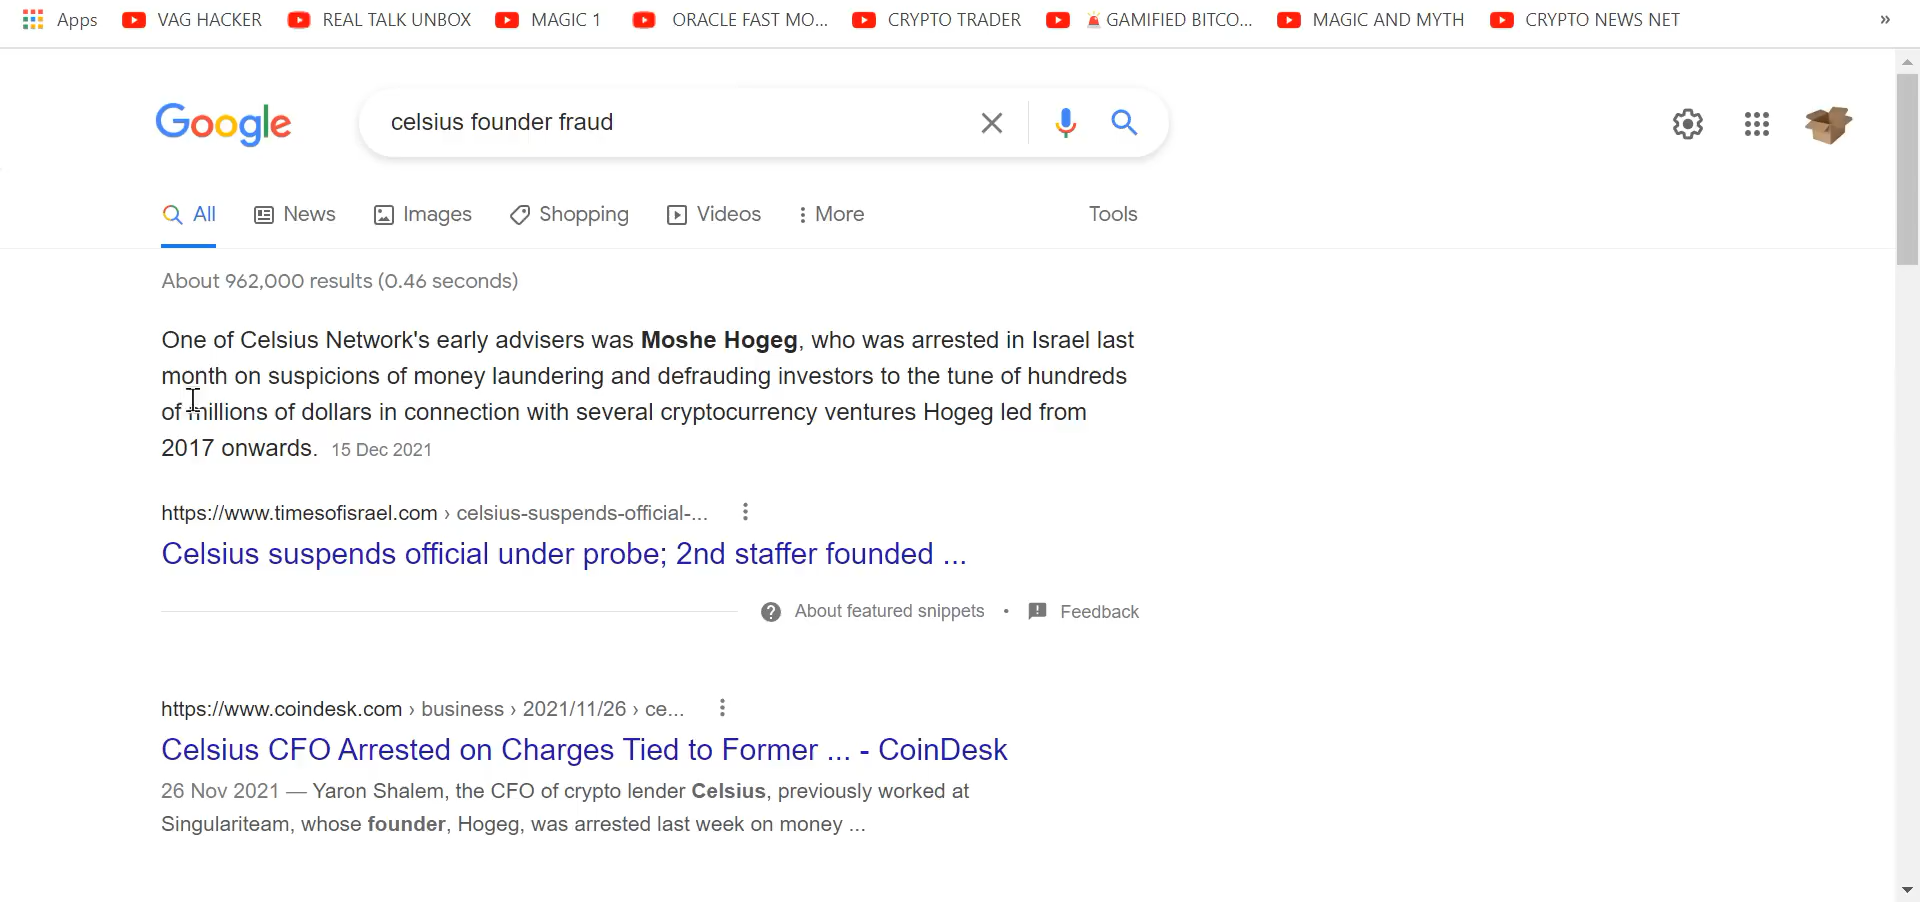 Apps VAG HACKER REAL TALK UNBOX MAGIC 1 ORACLE FAST MO... CRYPTO TRADER GAMIFIED BITCO... MAGIC AND MYTH CRYPTO NEWS NET »
Google celsius founder fraud
All News Images Shopping Videos More Tools
About 962,000 results (0.46 seconds)
One of Celsius Network's early advisers was Moshe Hogeg, who was arrested in Israel last
month on suspicions of money laundering and defrauding investors to the tune of hundreds
of millions of dollars in connection with several cryptocurrency ventures Hogeg led from
2017 onwards. 15 Dec 2021
https://www.timesofisrael.com › celsius-suspends-official-...
Celsius suspends official under probe; 2nd staffer founded ...
About featured snippets • Feedback
https://www.coindesk.com › business › 2021/11/26 › ce...
Celsius CFO Arrested on Charges Tied to Former ... - CoinDesk
26 Nov 2021 — Yaron Shalem, the CFO of crypto lender Celsius, previously worked at
Singulariteam, whose founder, Hogeg, was arrested last week on money ...